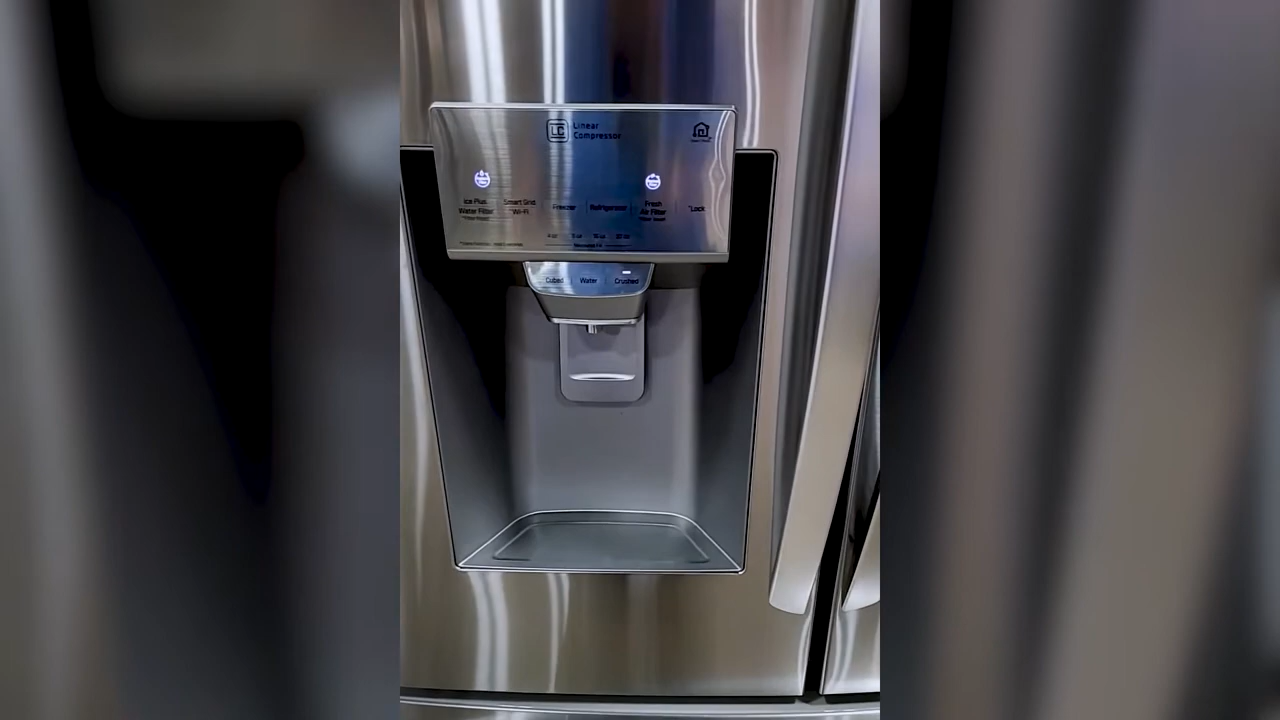 LC
Linear
Compressor
Ice Plus
Water Filter
Smart Grid
Wi-Fi
Freezer
Refrigerator
Fresh
Air Filter
*Lock
Cubed
Water
Crushed